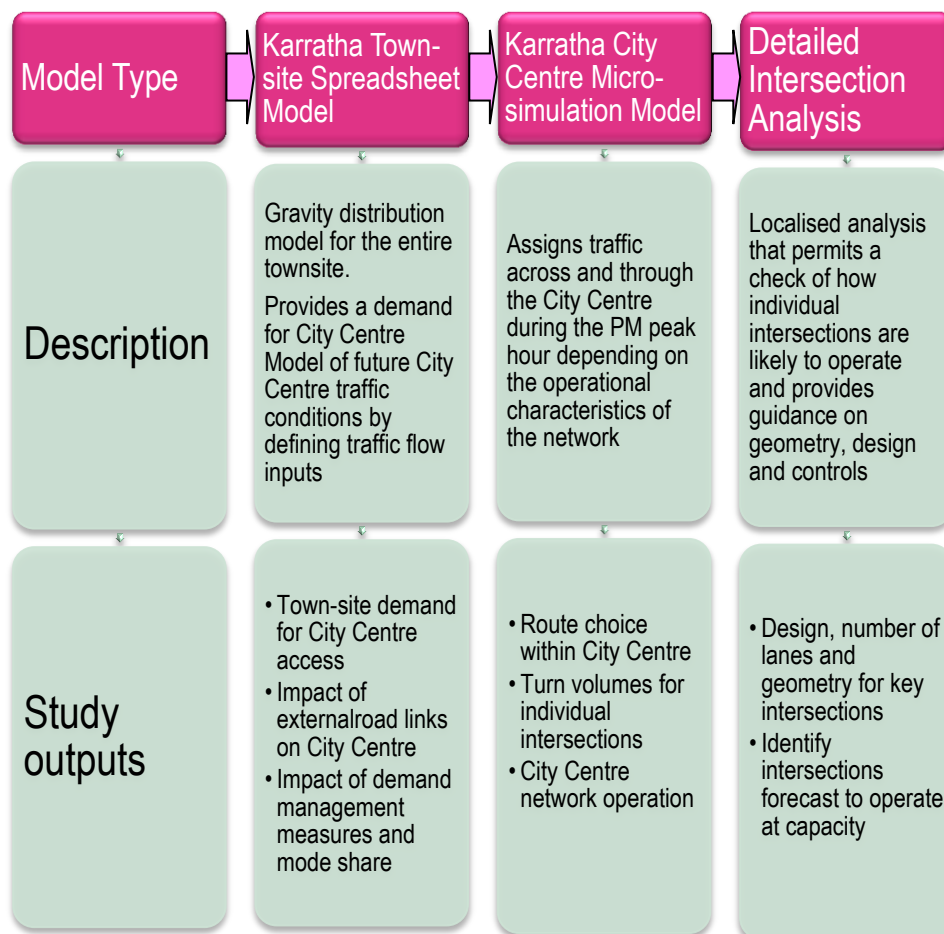 Model Type
Karratha Town-
site Spreadsheet
Model
Karratha City
Centre Micro-
simulation Model
Detailed
Intersection
Analysis
Description
Gravity distribution
model for the entire
townsite.
Provides a demand
for City Centre
Model of future City
Centre traffic
conditions by
defining traffic flow
inputs
Assigns traffic
across and through
the City Centre
during the PM peak
hour depending on
the operational
characteristics of
the network
Localised analysis
that permits a
check of how
individual
intersections are
likely to operate
and provides
guidance on
geometry, design
and controls
Study
outputs
• Town-site demand
for City Centre
access
• Impact of
externalroad links
on City Centre
• Impact of demand
management
measures and
mode share
• Route choice
within City Centre
• Turn volumes for
individual
intersections
• City Centre
network operation
• Design, number of
lanes and
geometry for key
intersections
• Identify
intersections
forecast to operate
at capacity